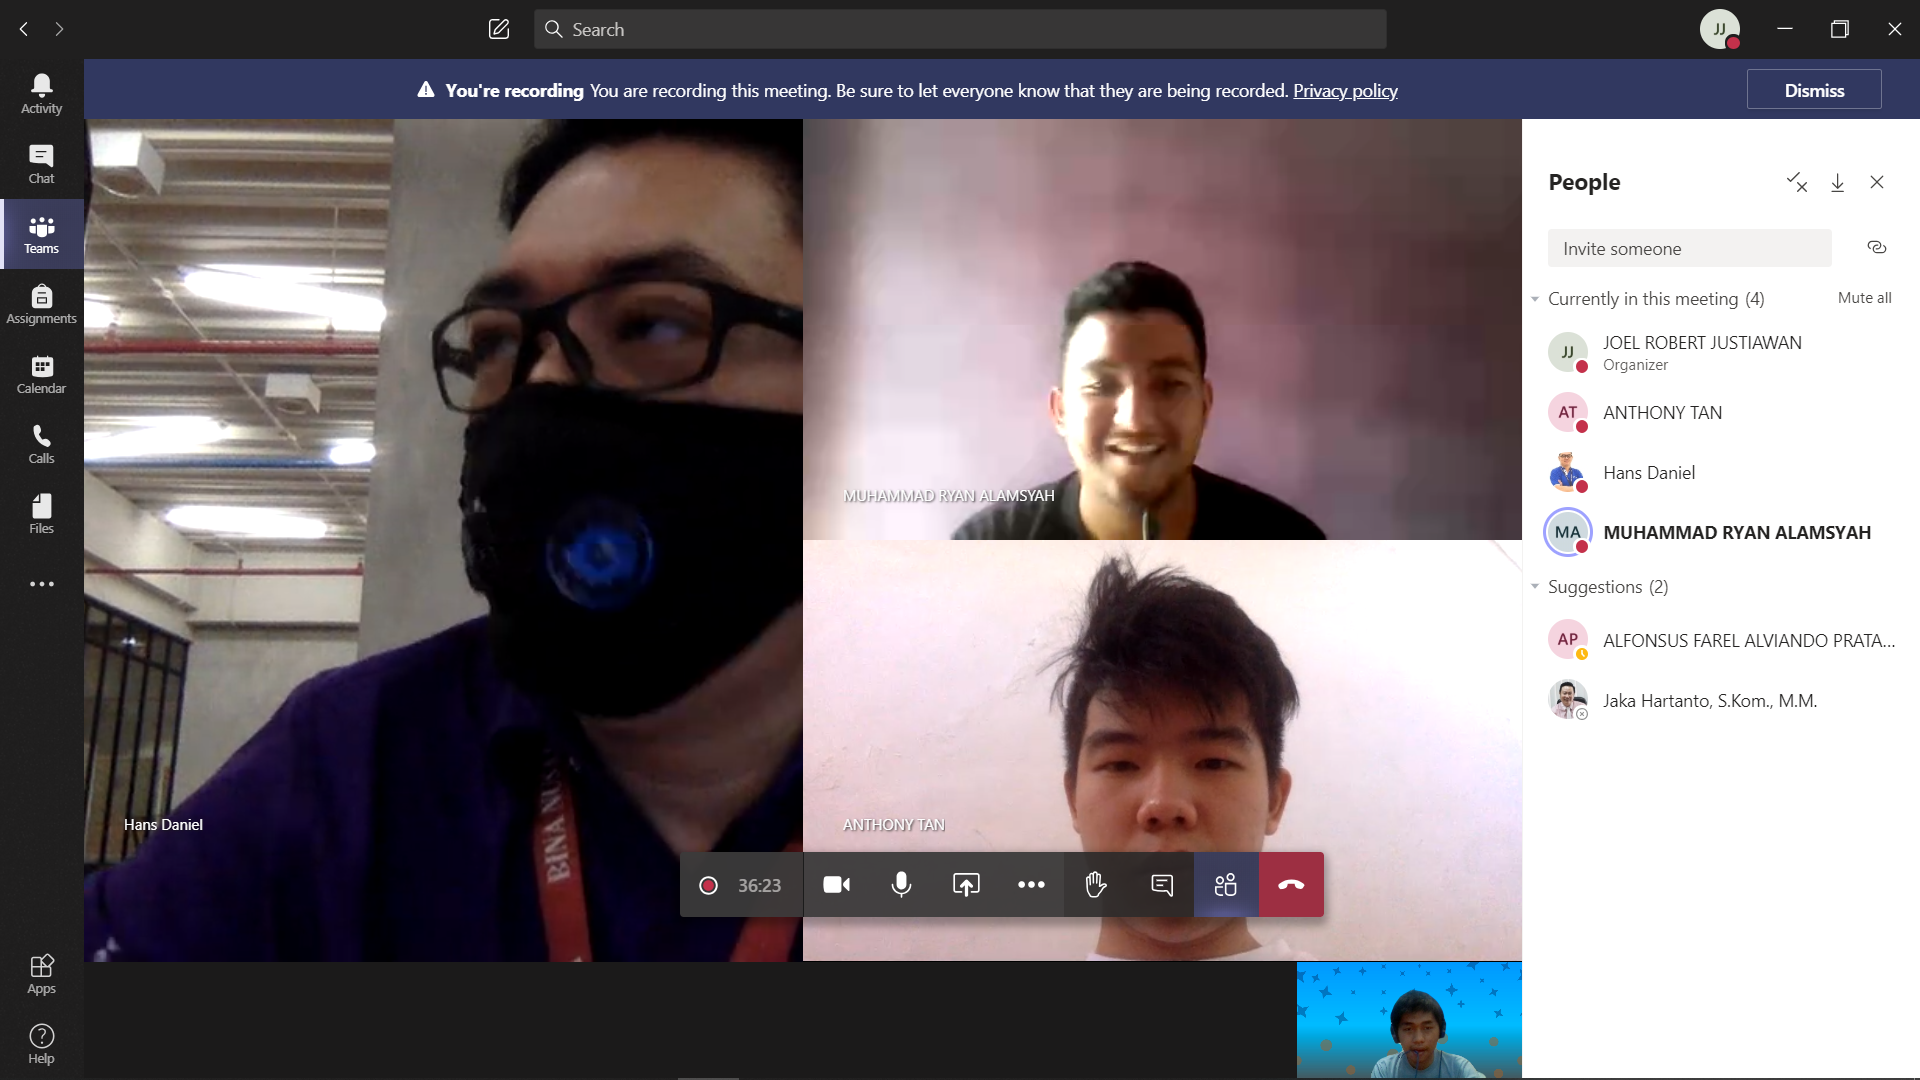 Search
JJ
You're recording You are recording this meeting. Be sure to let everyone know that they are being recorded. Privacy policy
Dismiss
Activity
Chat
Teams
Assignments
Calendar
Calls
Files
Apps
Help
MUHAMMAD RYAN ALAMSYAH
Hans Daniel
BINA NUS
ANTHONY TAN
36:23
People
Invite someone
Currently in this meeting (4)
Mute all
JJ
JOEL ROBERT JUSTIAWAN
Organizer
AT
ANTHONY TAN
Hans Daniel
MA
MUHAMMAD RYAN ALAMSYAH
Suggestions (2)
AP
ALFONSUS FAREL ALVIANDO PRATA...
Jaka Hartanto, S.Kom., M.M.